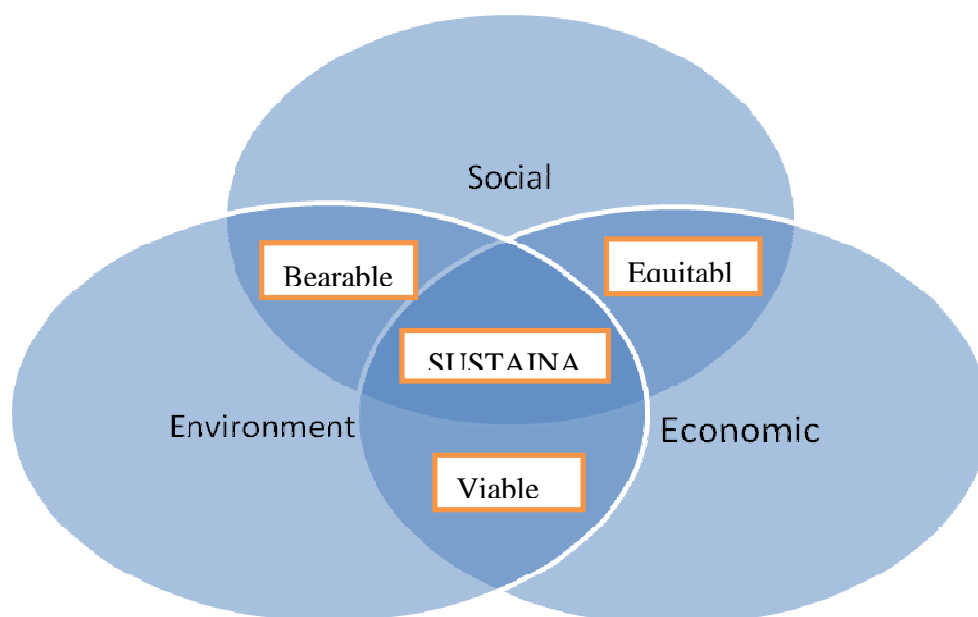 Social
Bearable
Equitabl
SUSTAINA
Environment
Economic
Viable